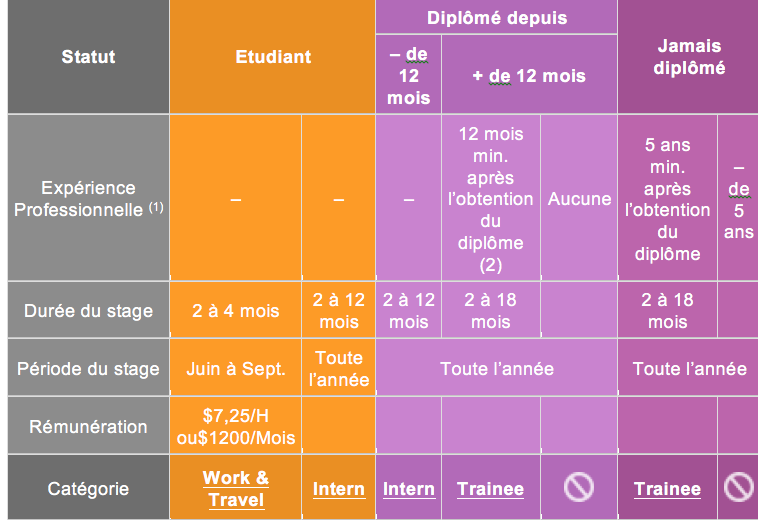 Statut
Etudiant
Diplômé depuis
– de
12
mois
+ de 12 mois
Jamais
diplômé
Expérience
Professionnelle (1)
–
–
–
12 mois
min.
après
l'obtention
du
diplôme
(2)
Aucune
5 ans
min.
après
l'obtention
du
diplôme
–
de
5
ans
Durée du stage
2 à 4 mois
2 à 12
mois
2 à 12
mois
2 à 18
mois
2 à 18
mois
Période du stage
Juin à Sept.
Toute
l'année
Toute l'année
Toute l'année
Rémunération
$7,25/H
ou$1200/Mois
Catégorie
Work &
Travel
Intern
Intern
Trainee
Trainee